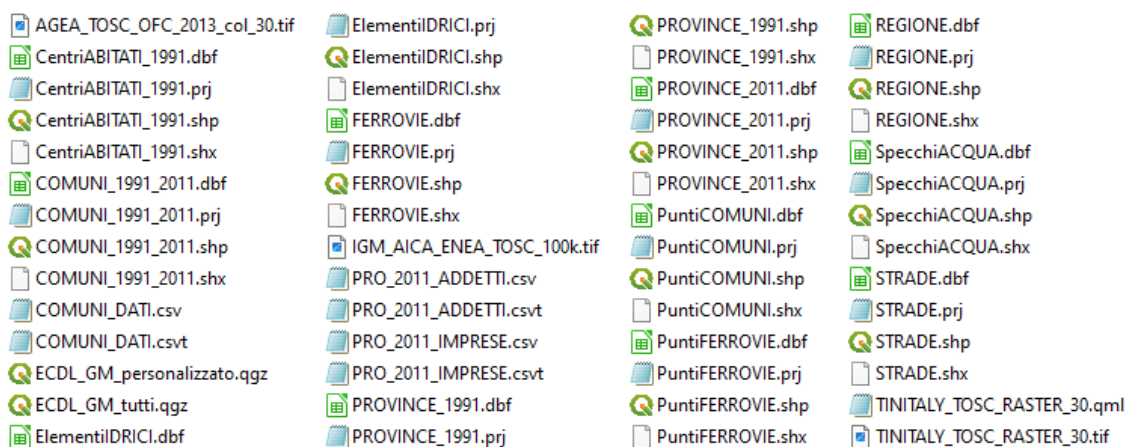 AGEA_TOSC_OFC_2013_col_30.tif
CentriABITATI_1991.dbf
CentriABITATI_1991.prj
CentriABITATI_1991.shp
CentriABITATI_1991.shx
COMUNI_1991_2011.dbf
COMUNI_1991_2011.prj
COMUNI_1991_2011.shp
COMUNI_1991_2011.shx
COMUNI_DATI.csv
COMUNI_DATI.csvt
ECDL_GM_personalizzato.qgz
ECDL_GM_tutti.qgz
ElementiIDRICI.dbf
ElementiIDRICI.prj
ElementiIDRICI.shp
ElementiIDRICI.shx
FERROVIE.dbf
FERROVIE.prj
FERROVIE.shp
FERROVIE.shx
IGM_AICA_ENEA_TOSC_100k.tif
PRO_2011_ADDETTI.csv
PRO_2011_ADDETTI.csvt
PRO_2011_IMPRESE.csv
PRO_2011_IMPRESE.csvt
PROVINCE_1991.dbf
PROVINCE_1991.prj
PROVINCE_1991.shp
PROVINCE_1991.shx
PROVINCE_2011.dbf
PROVINCE_2011.prj
PROVINCE_2011.shp
PROVINCE_2011.shx
PuntiCOMUNI.dbf
PuntiCOMUNI.prj
PuntiCOMUNI.shp
PuntiCOMUNI.shx
PuntiFERROVIE.dbf
PuntiFERROVIE.prj
PuntiFERROVIE.shp
PuntiFERROVIE.shx
REGIONE.dbf
REGIONE.prj
REGIONE.shp
REGIONE.shx
SpecchiACQUA.dbf
SpecchiACQUA.prj
SpecchiACQUA.shp
SpecchiACQUA.shx
STRADE.dbf
STRADE.prj
STRADE.shp
STRADE.shx
TINITALY_TOSC_RASTER_30.qml
TINITALY_TOSC_RASTER_30.tif